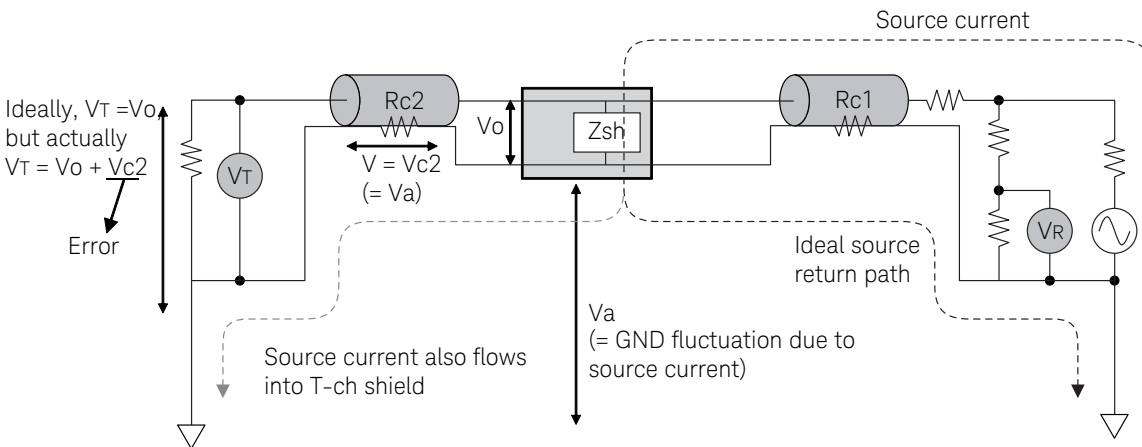 Source current
Ideally, VT =Vo,
but actually
VT = Vo + Vc2
Error
VT
Rc2
V = Vc2
(= Va)
Vo
Zsh
Rc1
VR
Ideal source
return path
Va
(= GND fluctuation due to
source current)
Source current also flows
into T-ch shield